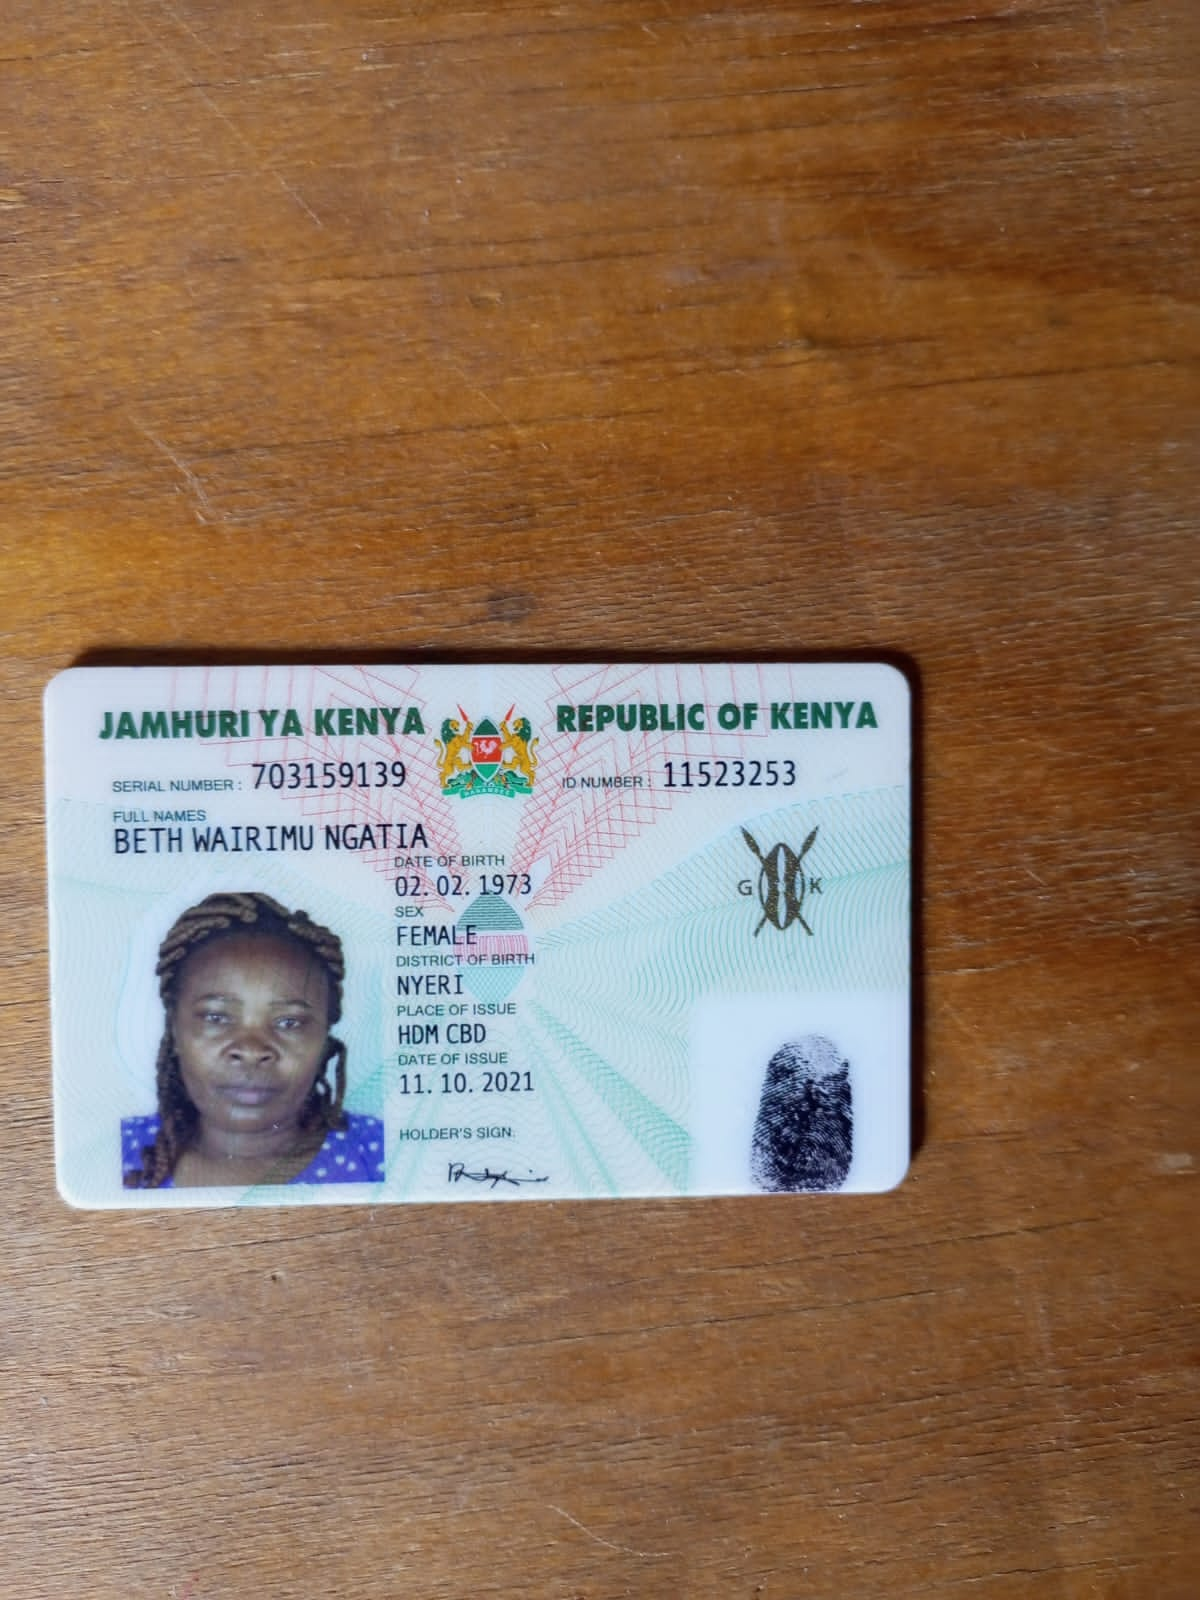 JAMHURI YA KENYA REPUBLIC OF KENYA
SERIAL NUMBER : 703159139 ID NUMBER : 11523253
FULL NAMES
BETH WAIRIMU NGATIA
DATE OF BIRTH
02. 02. 1973
SEX
FEMALE
DISTRICT OF BIRTH
NYERI
PLACE OF ISSUE
HDM CBD
DATE OF ISSUE
11. 10. 2021
HOLDER'S SIGN:
G K
HARAMBEE